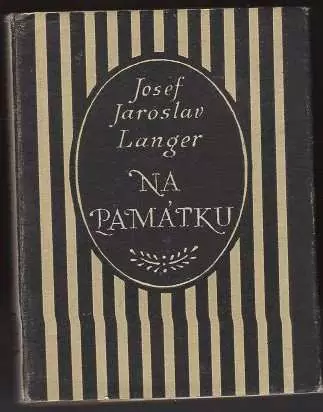 Josef
Jaroslav
Langer
NA
PAMÁTKU